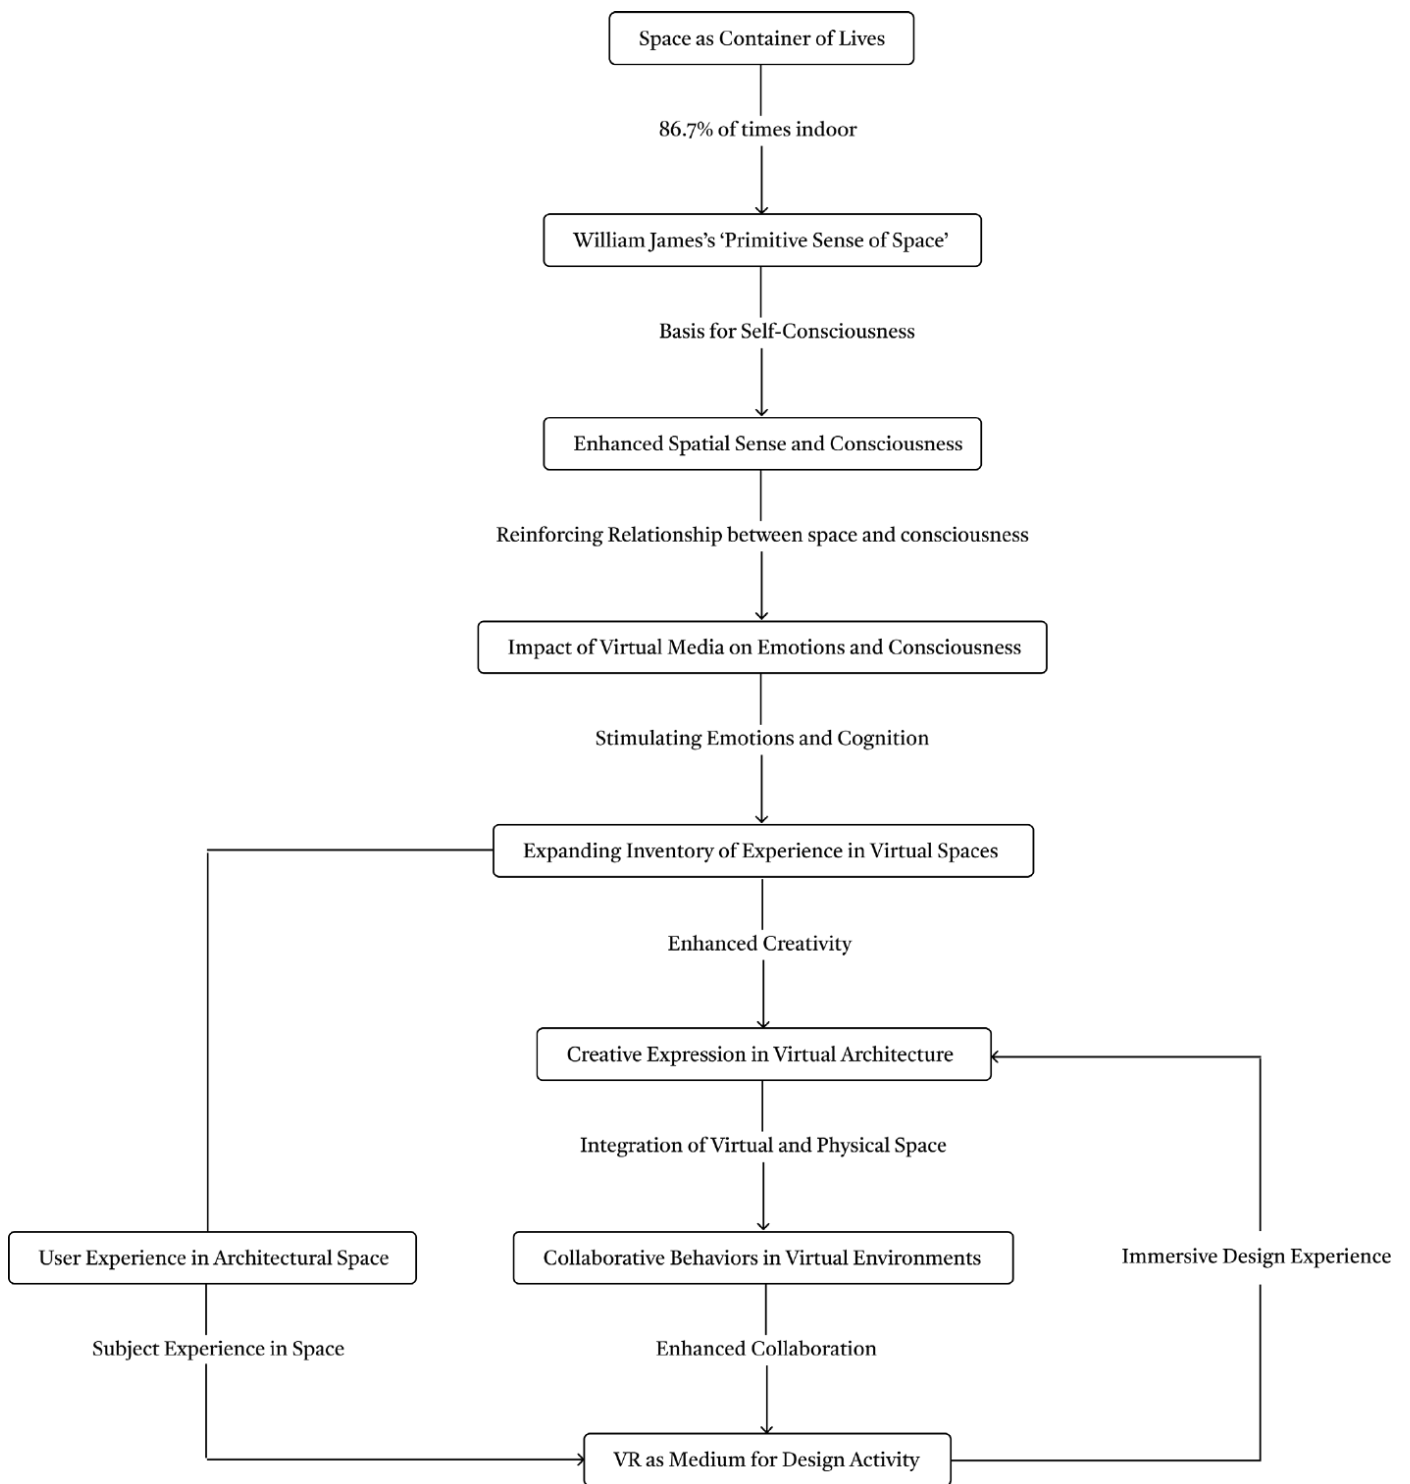 Space as Container of Lives
86.7% of times indoor
William James's ‘Primitive Sense of Space’
Basis for Self-Consciousness
Enhanced Spatial Sense and Consciousness
Reinforcing Relationship between space and consciousness
Impact of Virtual Media on Emotions and Consciousness
Stimulating Emotions and Cognition
Expanding Inventory of Experience in Virtual Spaces
Enhanced Creativity
Creative Expression in Virtual Architecture
Integration of Virtual and Physical Space
User Experience in Architectural Space
Collaborative Behaviors in Virtual Environments
Immersive Design Experience
Subject Experience in Space
Enhanced Collaboration
VR as Medium for Design Activity